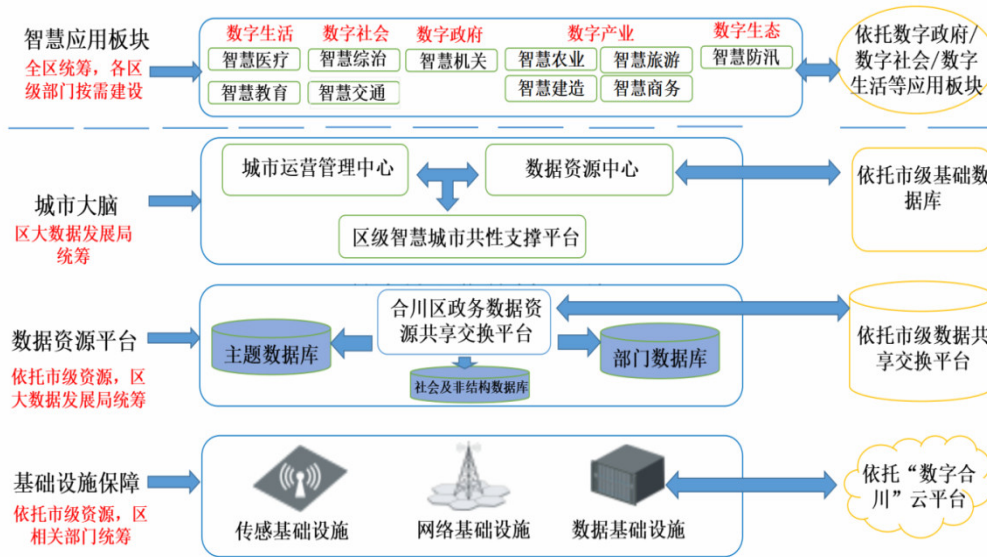 智慧应用板块
全区统筹，各区
级部门按需建设
数字生活
智慧医疗
智慧教育
数字社会
智慧综治
智慧交通
数字政府
智慧机关
数字产业
智慧农业
智慧旅游
智慧建造
智慧商务
数字生态
智慧防汛
依托数字政府/
数字社会/数字
生活等应用板块
城市大脑
区大数据发展局
统筹
城市运营管理中心
数据资源中心
区级智慧城市共性支撑平台
依托市级基础数
据库
数据资源平台
依托市级资源，区
大数据发展局统筹
合川区政务数据资
源共享交换平台
主题数据库
部门数据库
社会及非结构数据库
依托市级数据共
享交换平台
基础设施保障
依托市级资源，区
相关部门统筹
传感基础设施
网络基础设施
数据基础设施
依托“数字合
川”云平台